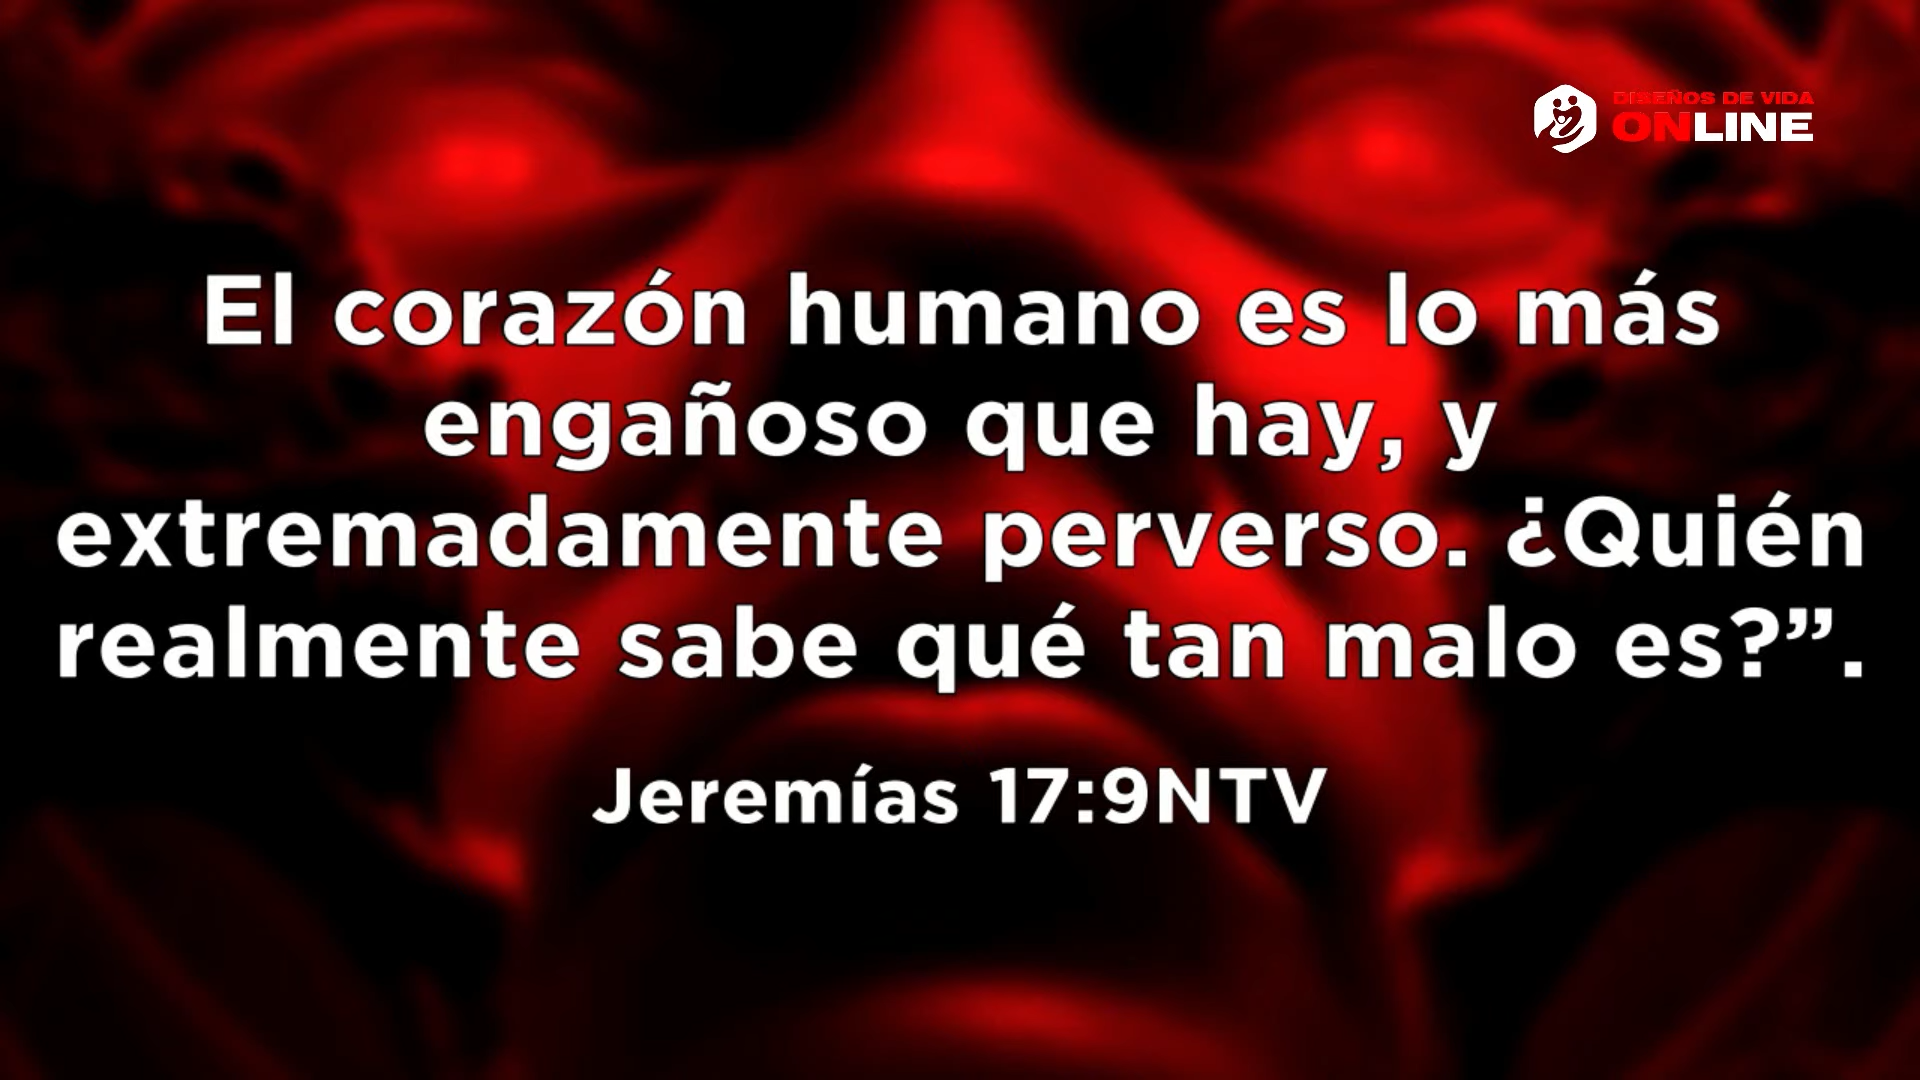 DISEÑOS DE VIDA
ONLINE
El corazón humano es lo más
engañoso que hay, y
extremadamente perverso. ¿Quién
realmente sabe qué tan malo es?”.
Jeremías 17:9NTV